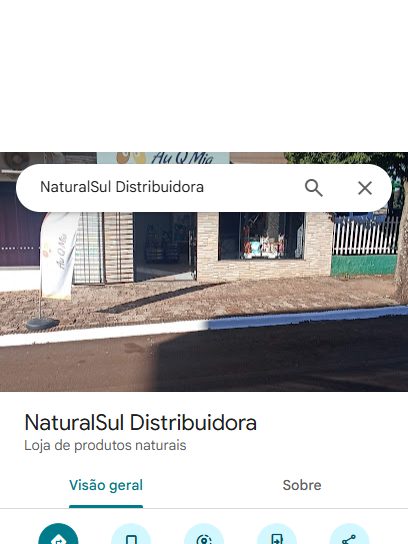 Au Q Mia
NaturalSul Distribuidora
Au Q Mia
NaturalSul Distribuidora
Loja de produtos naturais
Visão geral
Sobre